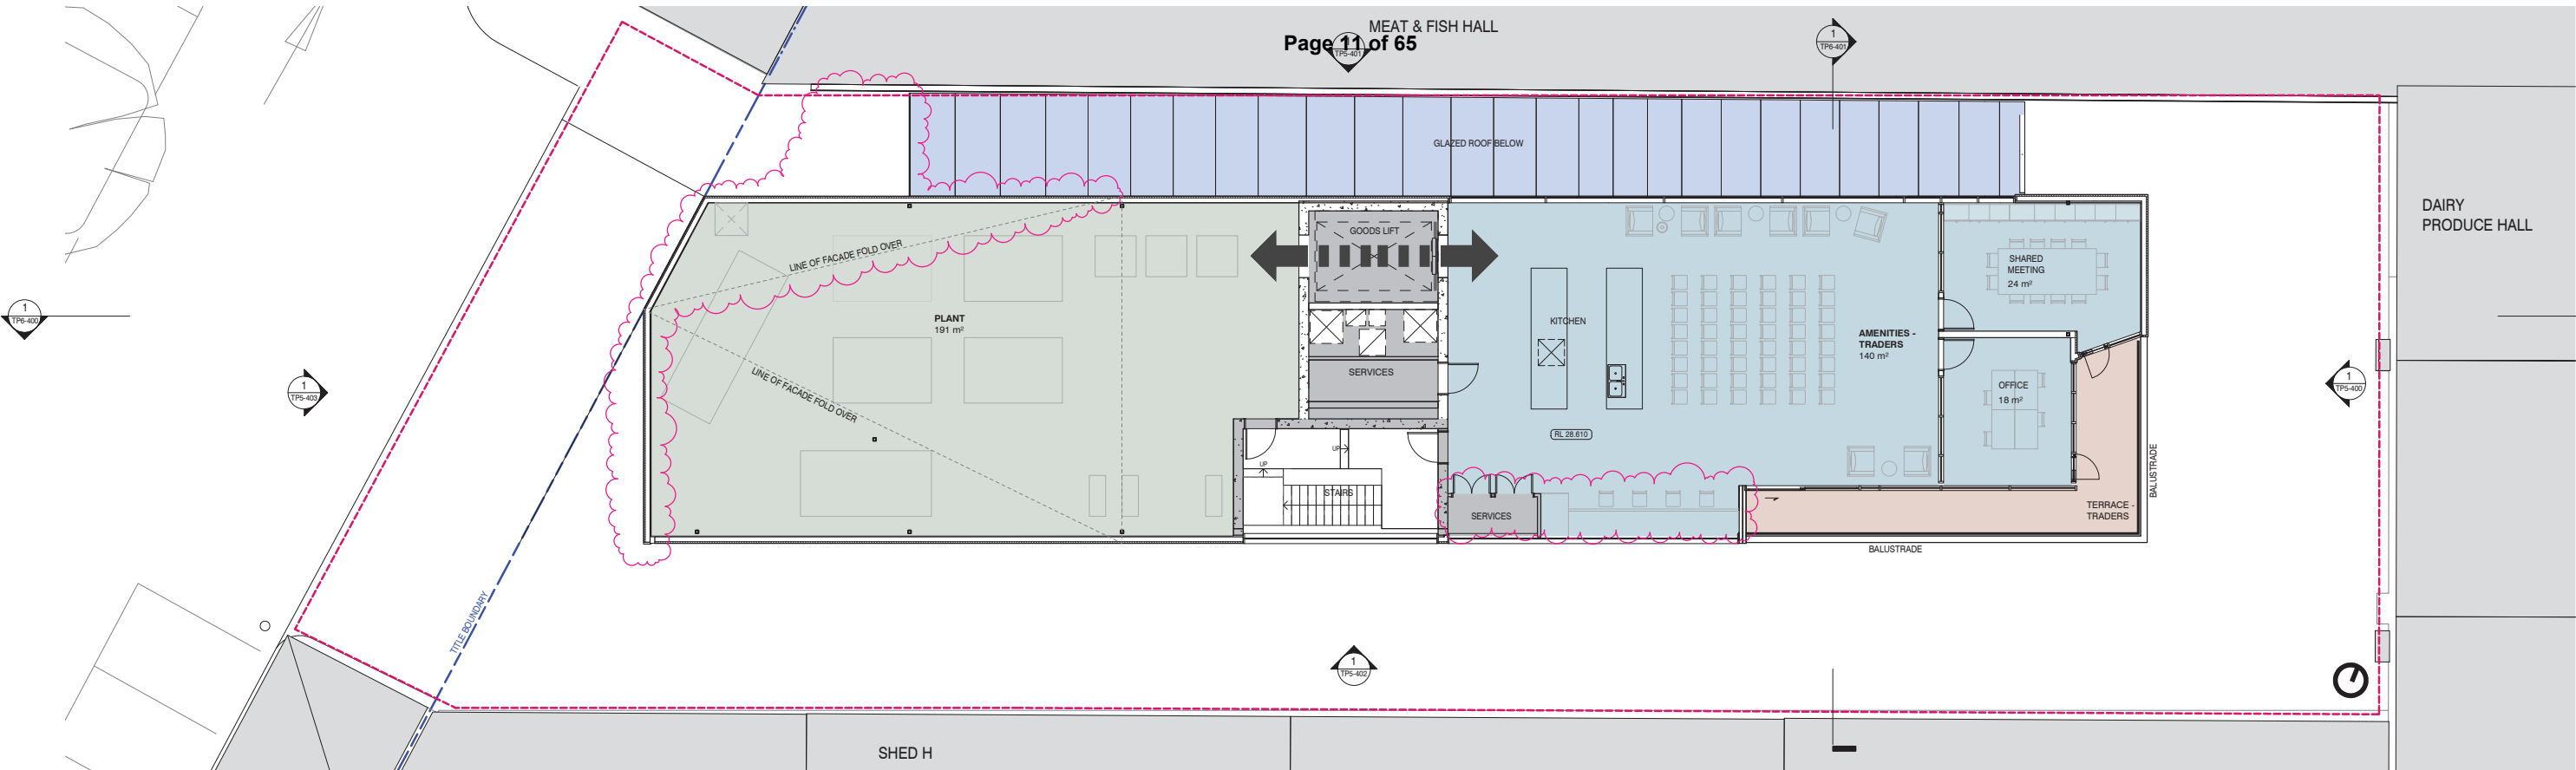 MEAT & FISH HALL
Page 11 of 65
1
TP5-401
1
TP6-401
GLAZED ROOF BELOW
DAIRY
PRODUCE HALL
GOODS LIFT
LINE OF FACADE FOLD OVER
SHARED
MEETING
24 m²
1
TP6-400
PLANT
191 m²
KITCHEN
AMENITIES -
TRADERS
140 m²
LINE OF FACADE FOLD OVER
SERVICES
OFFICE
18 m²
1
TP5-403
1
TP5-400
RL 28.610
UP
UP
STAIRS
SERVICES
TERRACE -
TRADERS
BALUSTRADE
BALUSTRADE
TITLE BOUNDARY
1
TP5-402
SHED H